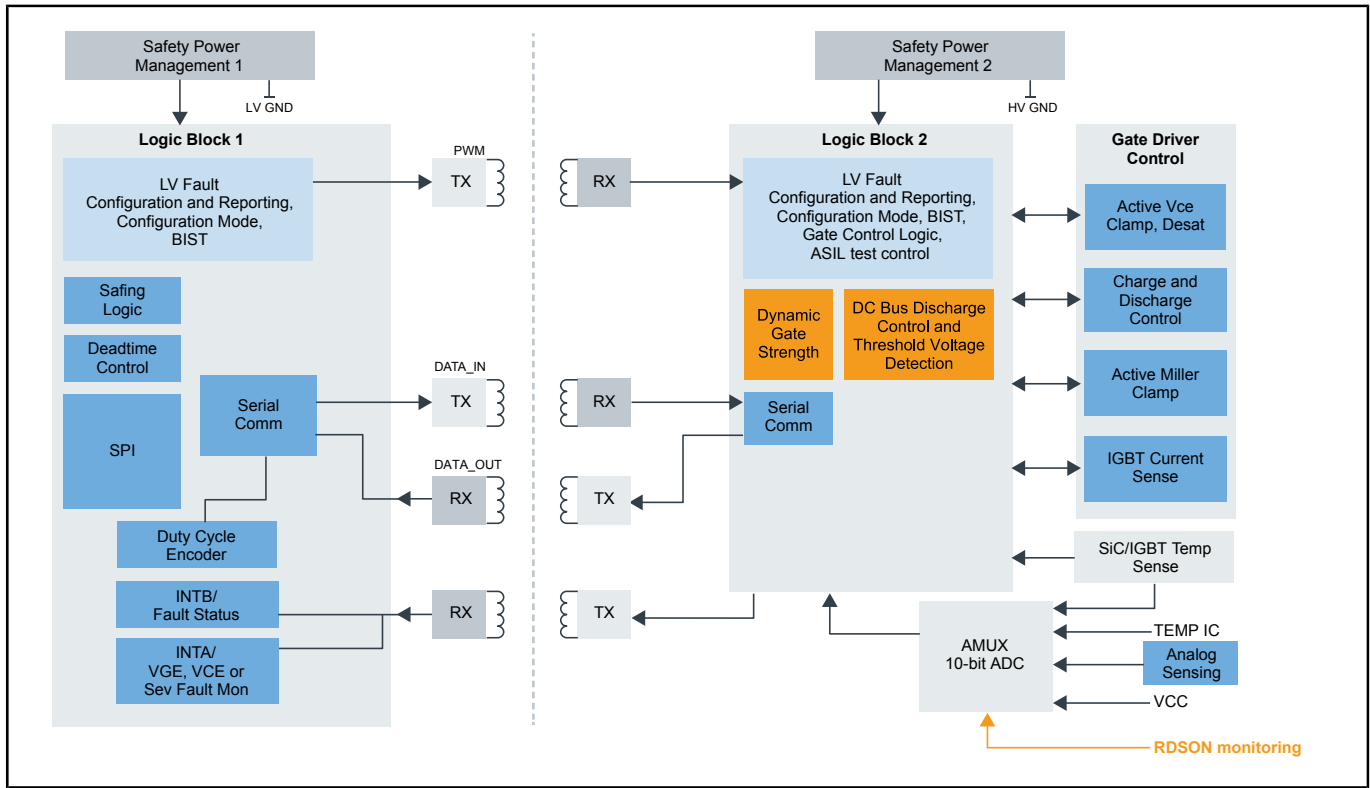 Safety Power
Management 1
LV GND
Logic Block 1
LV Fault
Configuration and Reporting,
Configuration Mode,
BIST
Safing
Logic
Deadtime
Control
SPI
Serial
Comm
Duty Cycle
Encoder
INTB/
Fault Status
INTA/
VGE, VCE or
Sev Fault Mon
PWM
TX
RX
DATA_IN
TX
RX
DATA_OUT
RX
TX
RX
TX
Safety Power
Management 2
HV GND
Logic Block 2
LV Fault
Configuration and Reporting,
Configuration Mode, BIST,
Gate Control Logic,
ASIL test control
Dynamic
Gate
Strength
DC Bus Discharge
Control and
Threshold Voltage
Detection
Serial
Comm
Gate Driver
Control
Active Vce
Clamp, Desat
Charge and
Discharge
Control
Active Miller
Clamp
IGBT Current
Sense
SiC/IGBT Temp
Sense
AMUX
10-bit ADC
TEMP IC
Analog
Sensing
VCC
RDSON monitoring